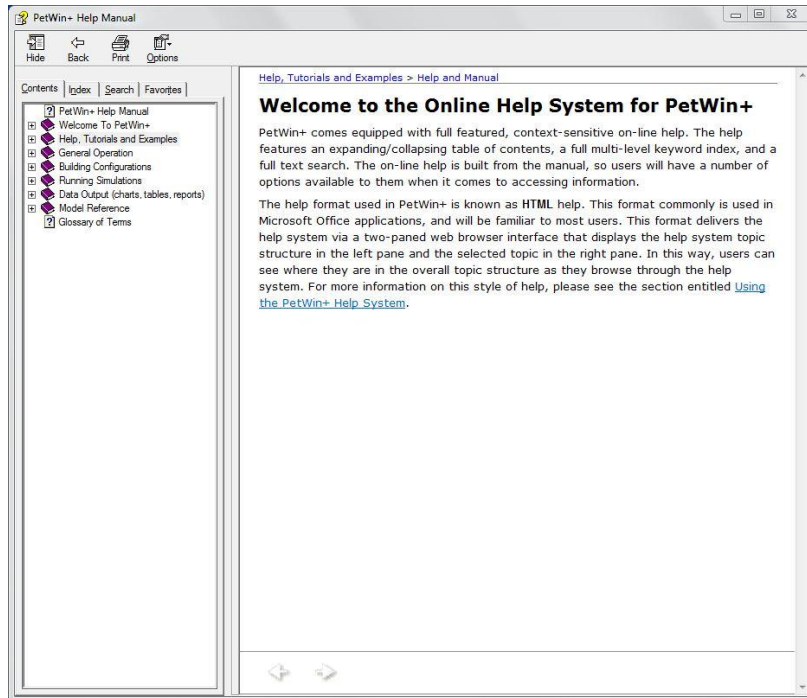 PetWin+ Help Manual
Hide Back Print Options
Contents Index Search Favorites
PetWin+ Help Manual
Welcome To PetWin+
Help, Tutorials and Examples
General Operation
Building Configurations
Running Simulations
Data Output (charts, tables, reports)
Model Reference
Glossary of Terms
Help, Tutorials and Examples > Help and Manual
Welcome to the Online Help System for PetWin+
PetWin+ comes equipped with full featured, context-sensitive on-line help. The help
features an expanding/collapsing table of contents, a full multi-level keyword index, and a
full text search. The on-line help is built from the manual, so users will have a number of
options available to them when it comes to accessing information.
The help format used in PetWin+ is known as HTML help. This format commonly is used in
Microsoft Office applications, and will be familiar to most users. This format delivers the
help system via a two-paned web browser interface that displays the help system topic
structure in the left pane and the selected topic in the right pane. In this way, users can
see where they are in the overall topic structure as they browse through the help
system. For more information on this style of help, please see the section entitled Using
the PetWin+ Help System.